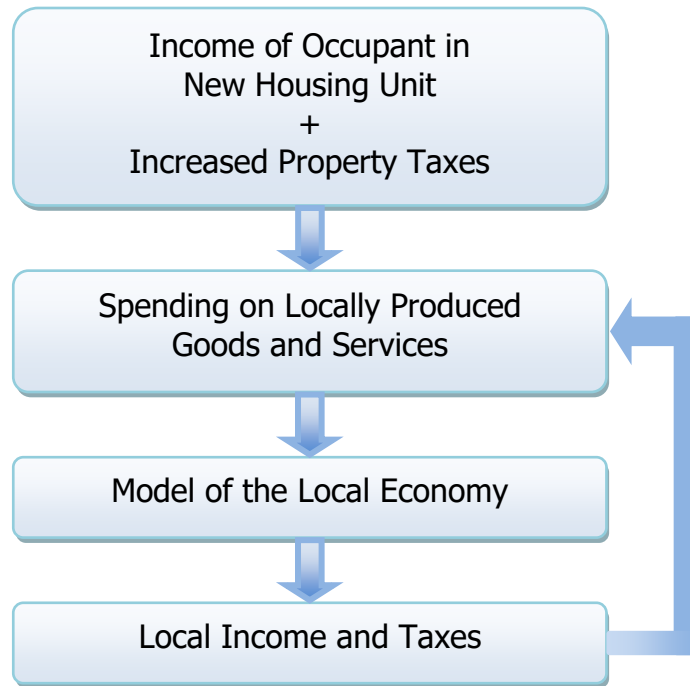 Income of Occupant in
New Housing Unit
+
Increased Property Taxes
Spending on Locally Produced
Goods and Services
Model of the Local Economy
Local Income and Taxes